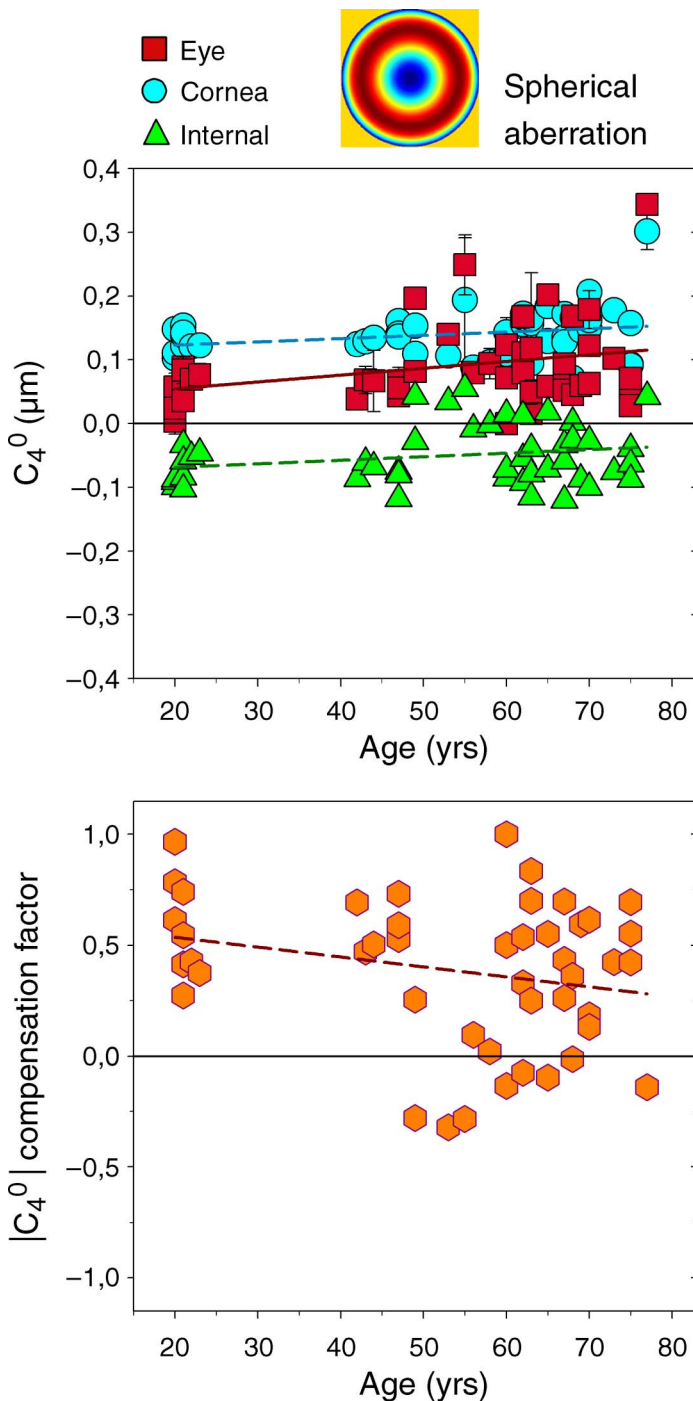 Eye
Cornea
Internal
Spherical
aberration
0,4
0,3
0,2
0,1
0,0
−0,1
−0,2
−0,3
−0,4
C₄⁰ (µm)
20 30 40 50 60 70 80
Age (yrs)
1,0
0,5
0,0
−0,5
−1,0
|C₄⁰| compensation factor
20 30 40 50 60 70 80
Age (yrs)